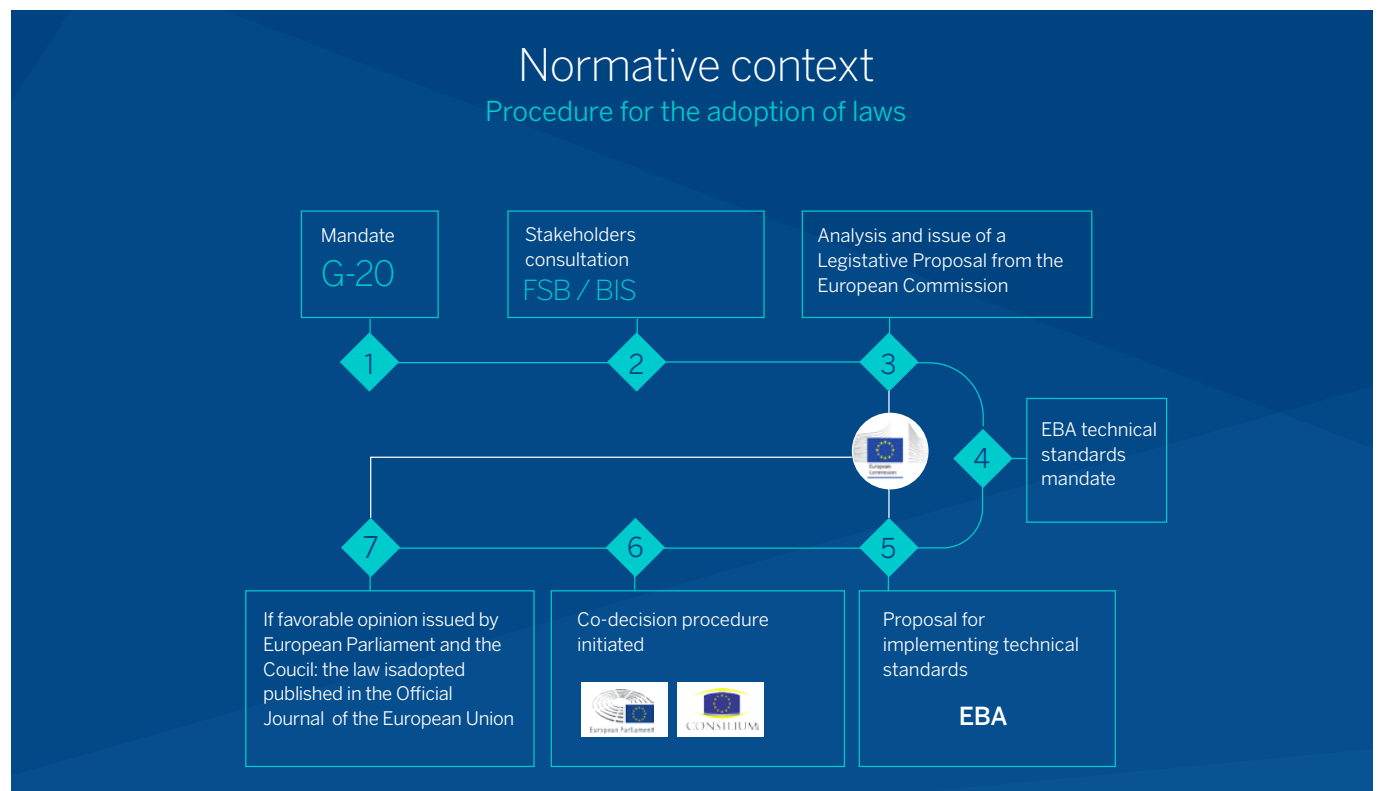 Normative context
Procedure for the adoption of laws
Mandate
G-20
Stakeholders
consultation
FSB / BIS
Analysis and issue of a
Legistative Proposal from the
European Commission
1
2
3
European
Commission
4
EBA technical
standards
mandate
7
6
5
If favorable opinion issued by
European Parliament and the
Coucil: the law isadopted
published in the Official
Journal of the European Union
Co-decision procedure
initiated
European Parliament
CONSILIUM
Proposal for
implementing technical
standards
EBA